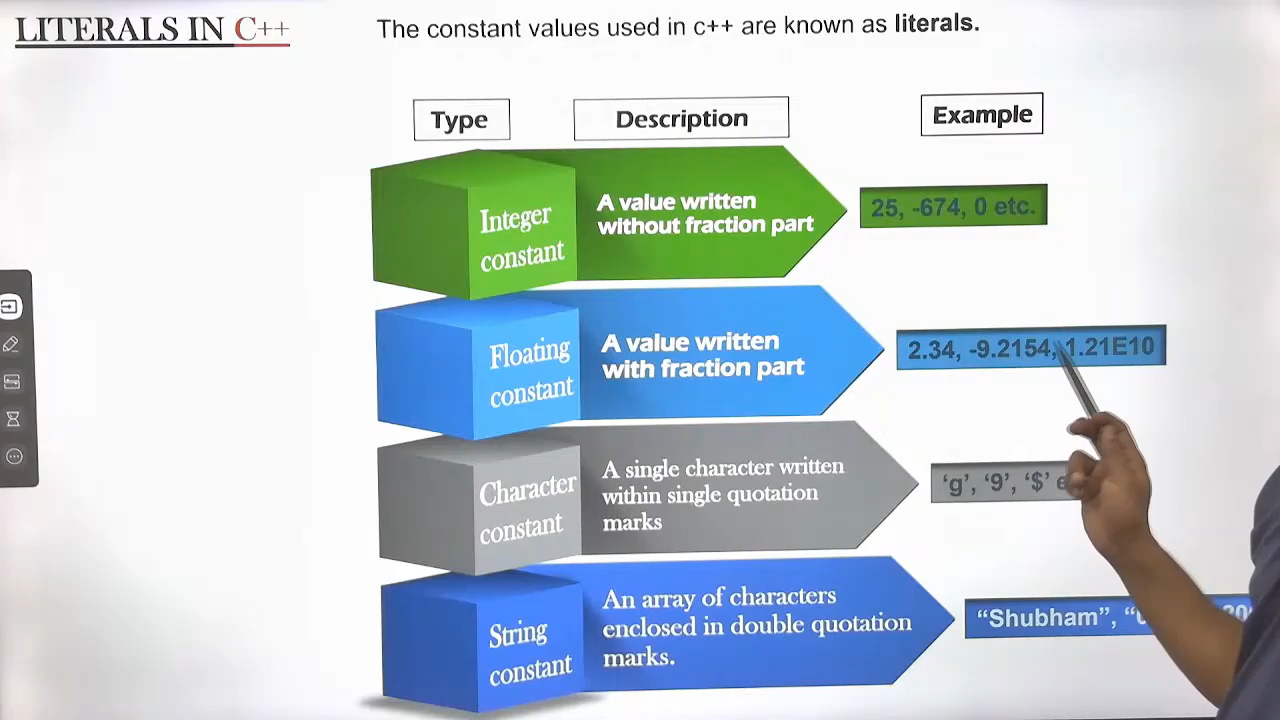 LITERALS IN C++
The constant values used in c++ are known as literals.
Type
Description
Example
Integer
constant
A value written
without fraction part
25, -674, 0 etc.
Floating
constant
A value written
with fraction part
2.34, -9.2154, 1.21E10
Character
constant
A single character written
within single quotation
marks
‘g’, ‘9’, ‘$’
String
constant
An array of characters
enclosed in double quotation
marks.
“Shubham”,